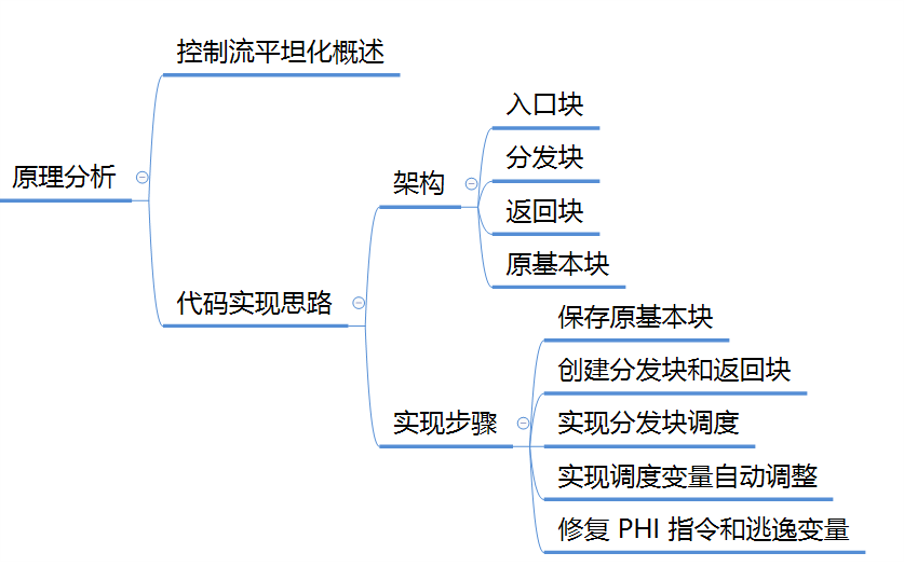 原理分析
控制流平坦化概述
代码实现思路
架构
入口块
分发块
返回块
原基本块
实现步骤
保存原基本块
创建分发块和返回块
实现分发块调度
实现调度变量自动调整
修复 PHI 指令和逃逸变量